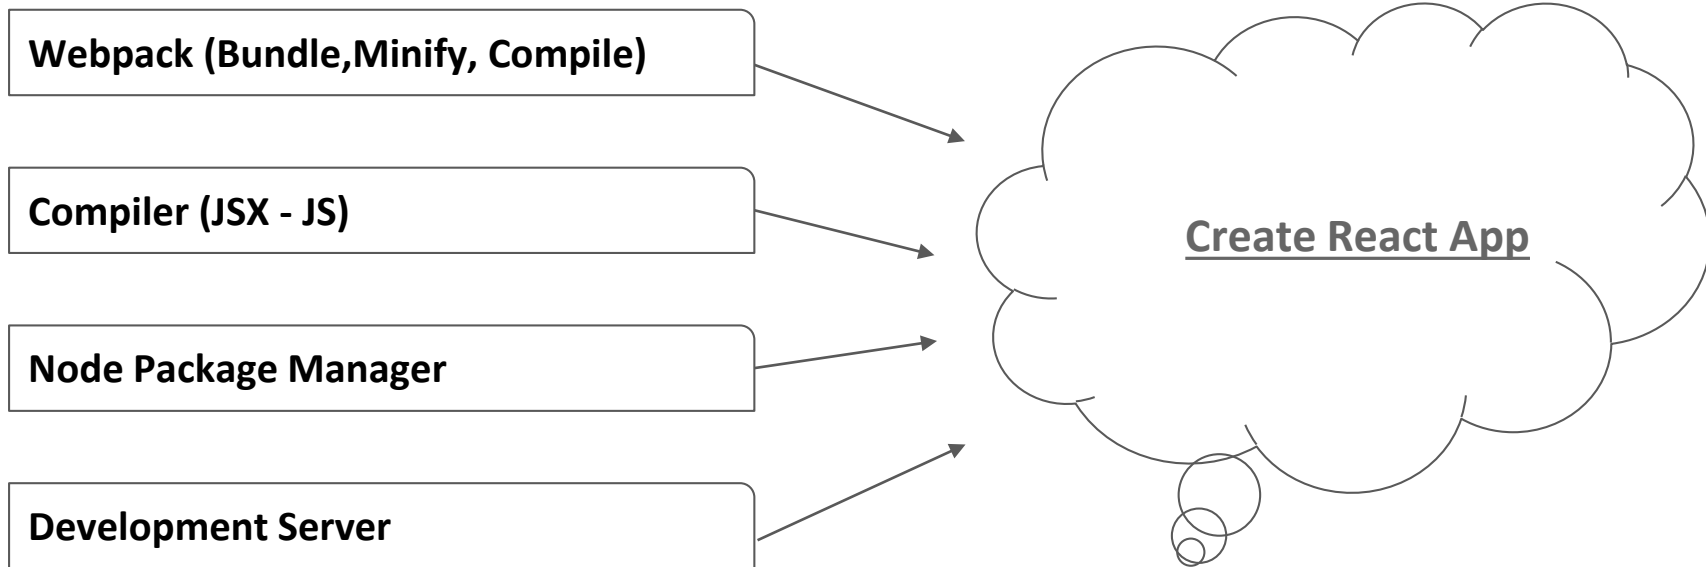 Webpack (Bundle,Minify, Compile)
Compiler (JSX - JS)
Create React App
Node Package Manager
Development Server